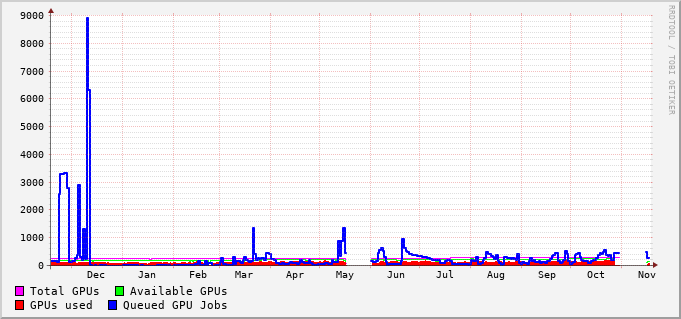 RRDTOOL / TOBI OETIKER
9000
8000
7000
6000
5000
4000
3000
2000
1000
0
Dec Jan Feb Mar Apr May Jun Jul Aug Sep Oct Nov
Total GPUs Available GPUs
GPUs used Queued GPU Jobs